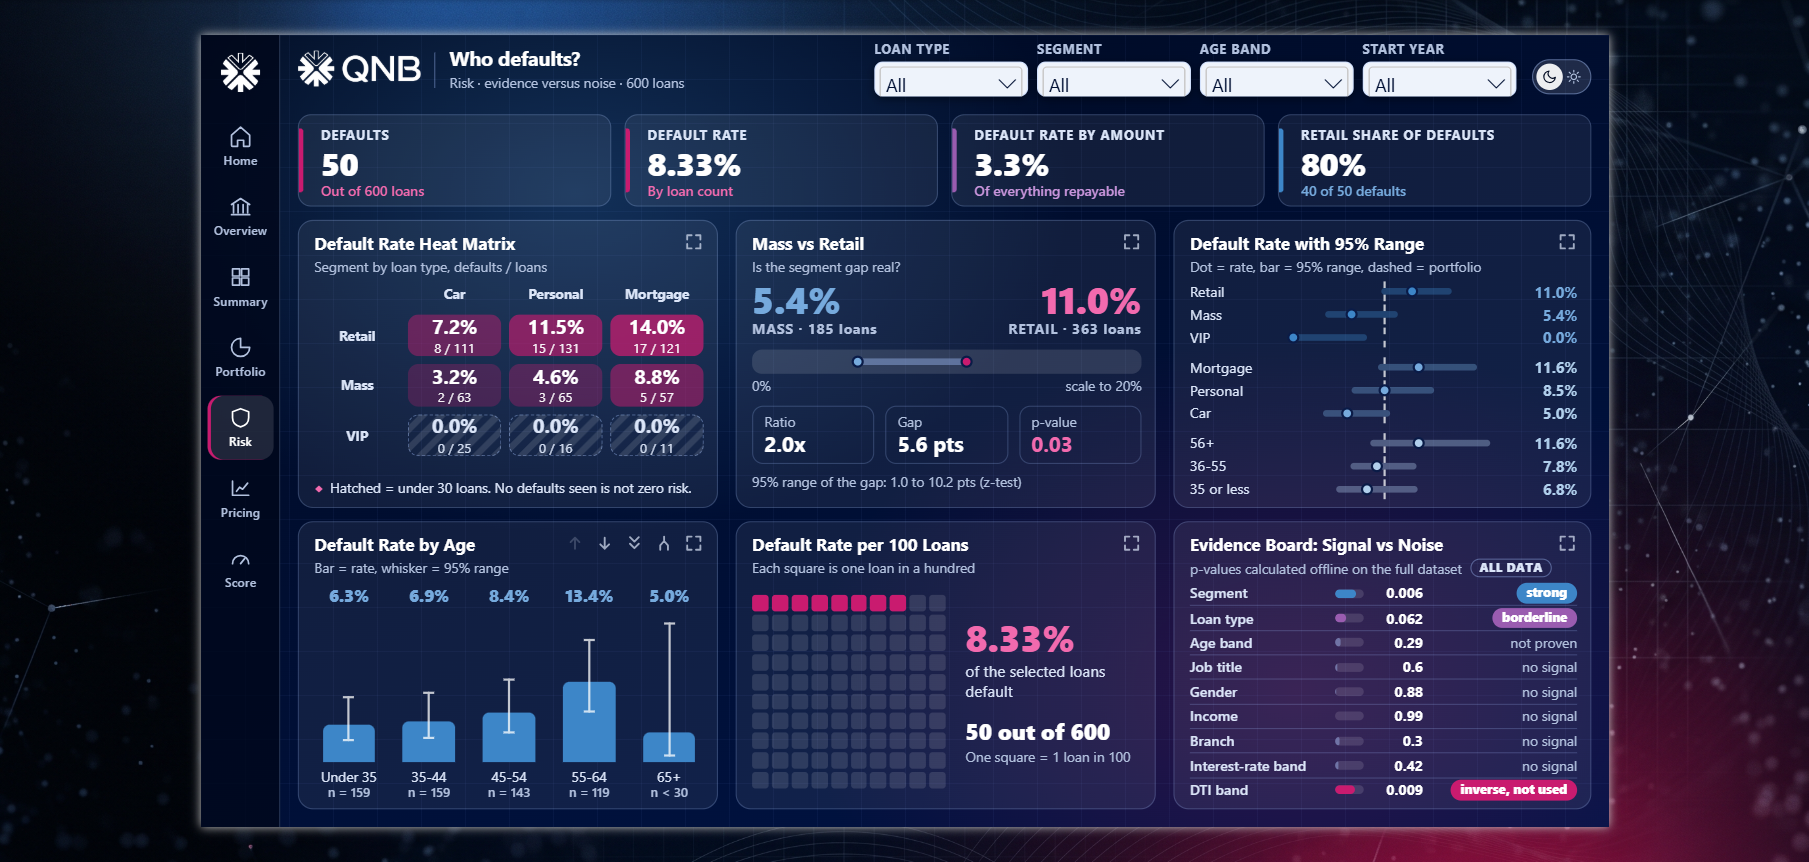 QNB
Who defaults?
Risk · evidence versus noise · 600 loans
LOAN TYPE
All
SEGMENT
All
AGE BAND
All
START YEAR
All
Home
Overview
Summary
Portfolio
Risk
Pricing
Score
DEFAULTS
50
Out of 600 loans
DEFAULT RATE
8.33%
By loan count
DEFAULT RATE BY AMOUNT
3.3%
Of everything repayable
RETAIL SHARE OF DEFAULTS
80%
40 of 50 defaults
Default Rate Heat Matrix
Segment by loan type, defaults / loans
Car Personal Mortgage
Retail 7.2% 11.5% 14.0%
8 / 111 15 / 131 17 / 121
Mass 3.2% 4.6% 8.8%
2 / 63 3 / 65 5 / 57
VIP 0.0% 0.0% 0.0%
0 / 25 0 / 16 0 / 11
Hatched = under 30 loans. No defaults seen is not zero risk.
Mass vs Retail
Is the segment gap real?
5.4% 11.0%
MASS · 185 loans RETAIL · 363 loans
0% scale to 20%
Ratio
2.0x
Gap
5.6 pts
p-value
0.03
95% range of the gap: 1.0 to 10.2 pts (z-test)
Default Rate with 95% Range
Dot = rate, bar = 95% range, dashed = portfolio
Retail 11.0%
Mass 5.4%
VIP 0.0%
Mortgage 11.6%
Personal 8.5%
Car 5.0%
56+ 11.6%
36-55 7.8%
35 or less 6.8%
Default Rate by Age
Bar = rate, whisker = 95% range
6.3% 6.9% 8.4% 13.4% 5.0%
Under 35 35-44 45-54 55-64 65+
n = 159 n = 159 n = 143 n = 119 n < 30
Default Rate per 100 Loans
Each square is one loan in a hundred
8.33%
of the selected loans
default
50 out of 600
One square = 1 loan in 100
Evidence Board: Signal vs Noise
p-values calculated offline on the full dataset ALL DATA
Segment 0.006 strong
Loan type 0.062 borderline
Age band 0.29 not proven
Job title 0.6 no signal
Gender 0.88 no signal
Income 0.99 no signal
Branch 0.3 no signal
Interest-rate band 0.42 no signal
DTI band 0.009 inverse, not used